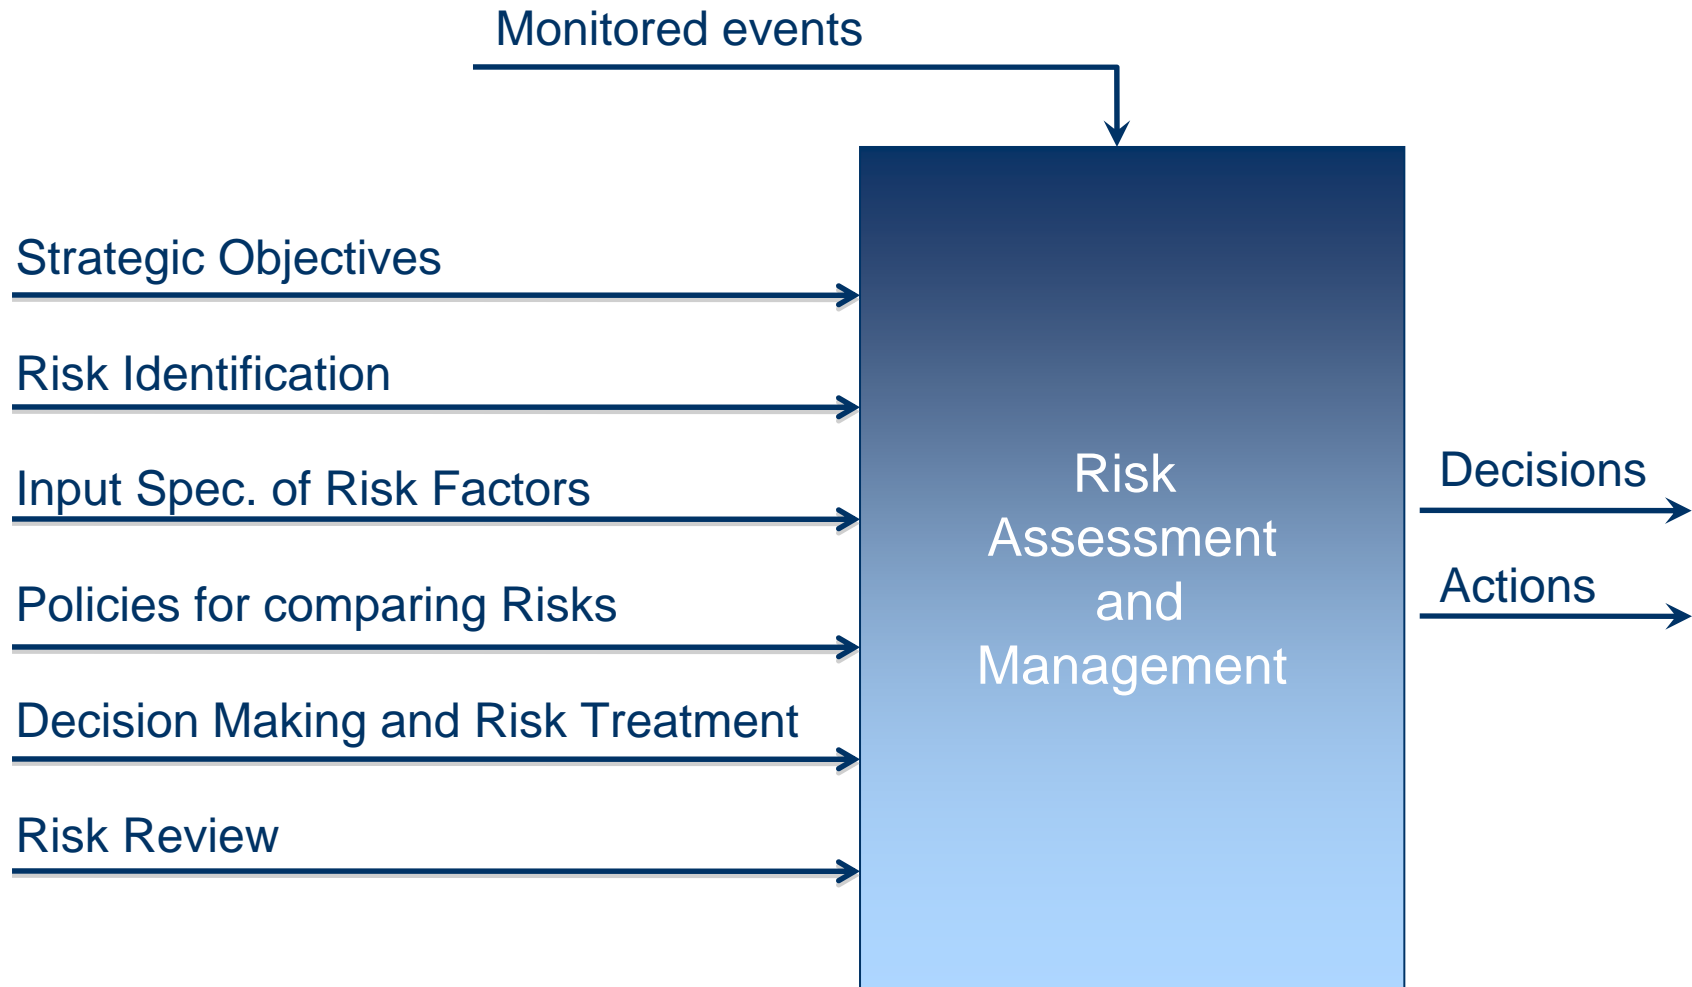 Monitored events
Strategic Objectives
Risk Identification
Input Spec. of Risk Factors
Policies for comparing Risks
Decision Making and Risk Treatment
Risk Review
Risk
Assessment
and
Management
Decisions
Actions